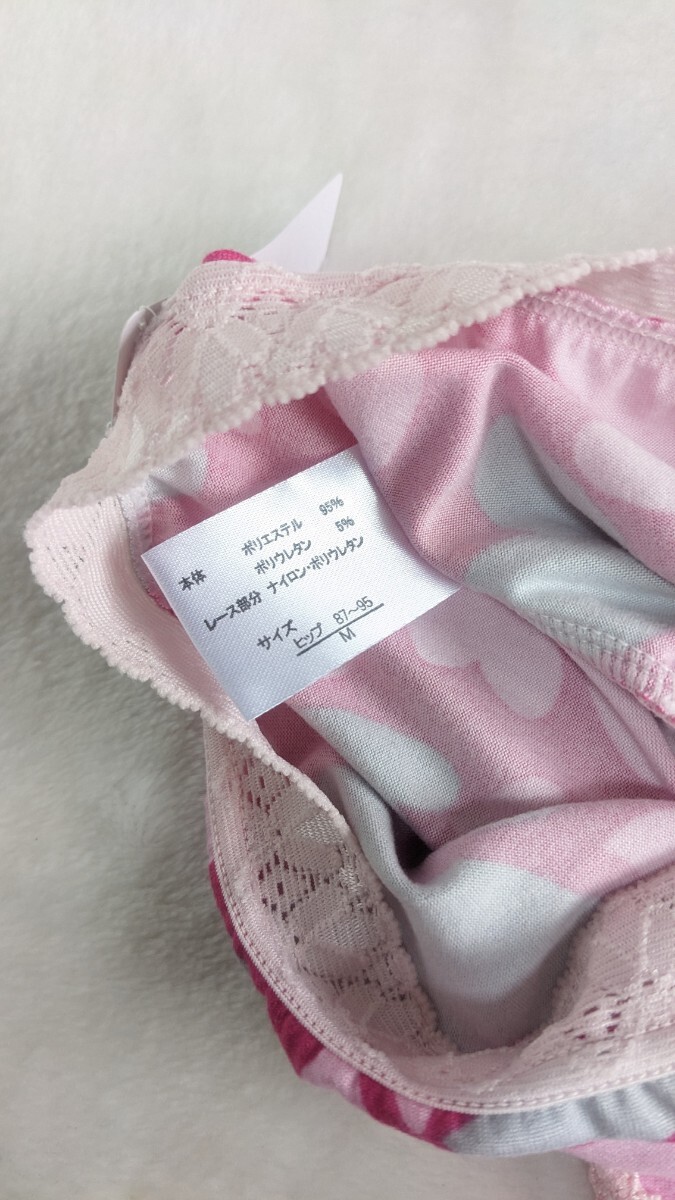 本体 ポリエステル 95%
ポリウレタン 5%
レース部分 ナイロン・ポリウレタン
サイズ
ヒップ 87～95
M